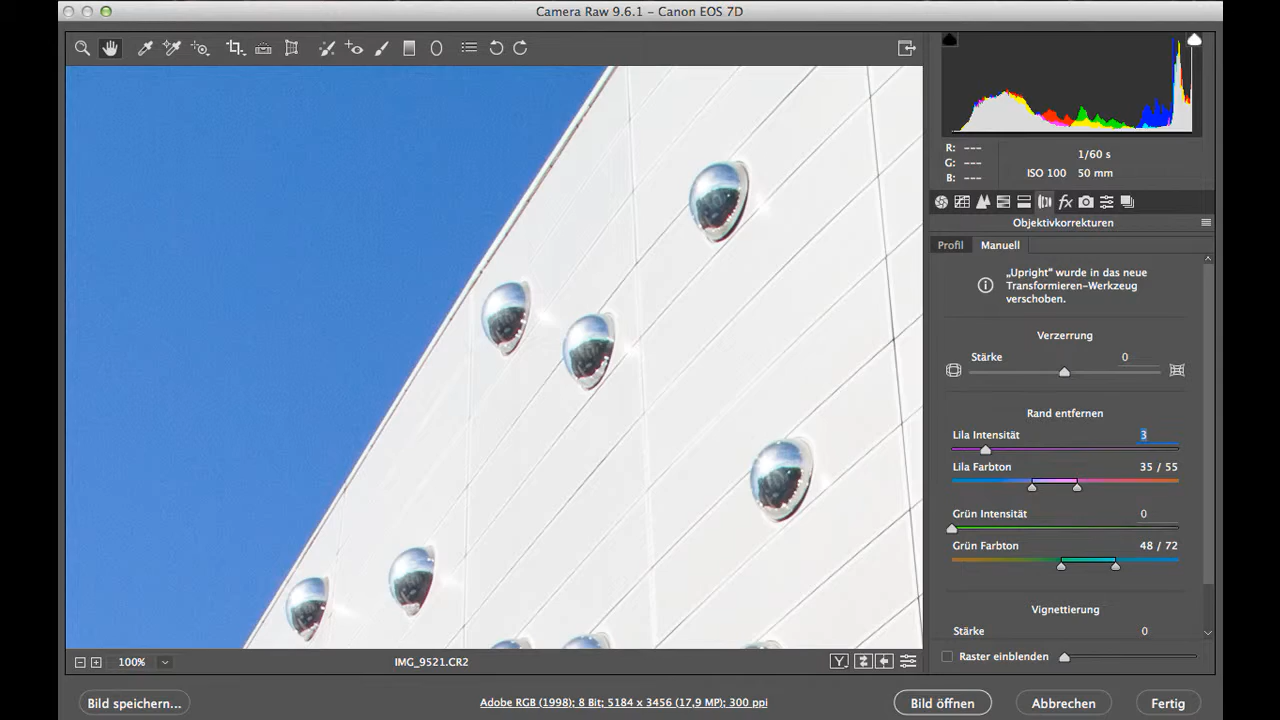 Camera Raw 9.6.1 - Canon EOS 7D
R: ---
G: ---
B: ---
1/60 s
ISO 100 50 mm
fx
Objektivkorrekturen
Profil Manuell
„Upright“ wurde in das neue
Transformieren-Werkzeug
verschoben.
Verzerrung
Stärke 0
Rand entfernen
Lila Intensität 3
Lila Farbton 35 / 55
Grün Intensität 0
Grün Farbton 48 / 72
Vignettierung
Stärke 0
Raster einblenden
100%
IMG_9521.CR2
Y
Bild speichern...
Adobe RGB (1998); 8 Bit; 5184 x 3456 (17,9 MP); 300 ppi
Bild öffnen
Abbrechen
Fertig